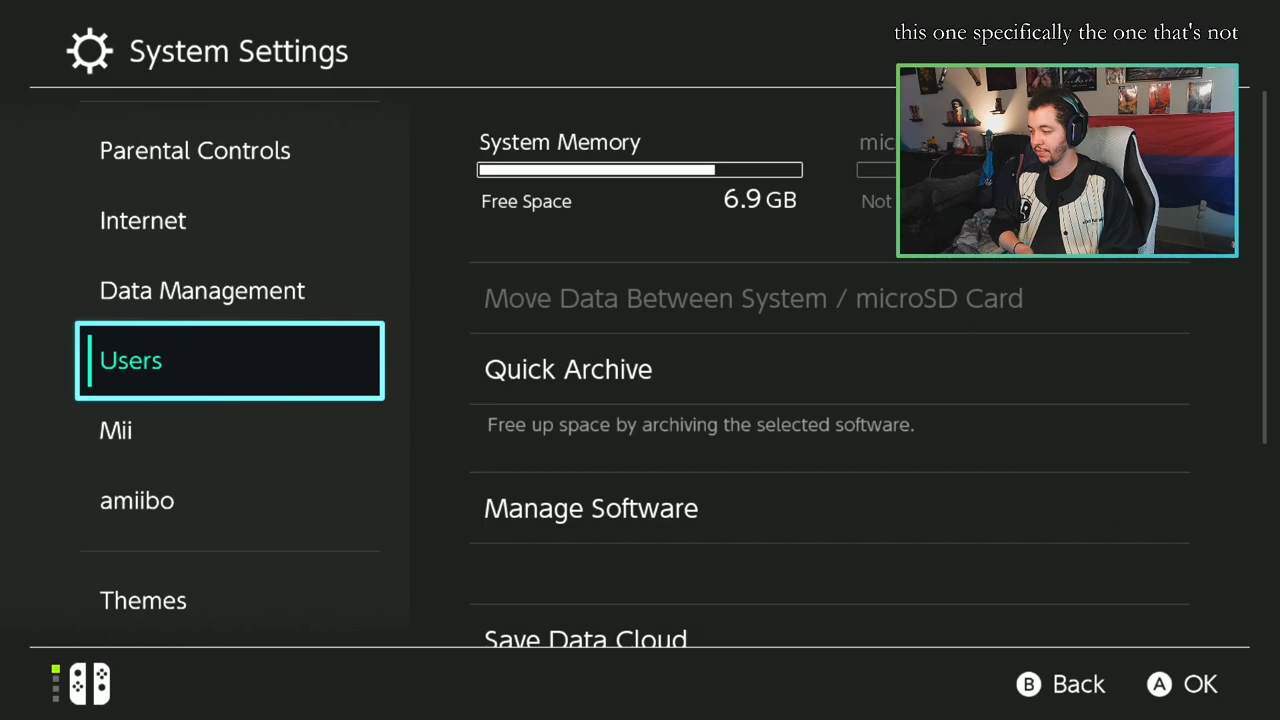 System Settings
this one specifically the one that's not
Parental Controls
Internet
Data Management
Users
Mii
amiibo
Themes
System Memory
Free Space 6.9 GB
mic
Not
Move Data Between System / microSD Card
Quick Archive
Free up space by archiving the selected software.
Manage Software
Save Data Cloud
B Back
A OK